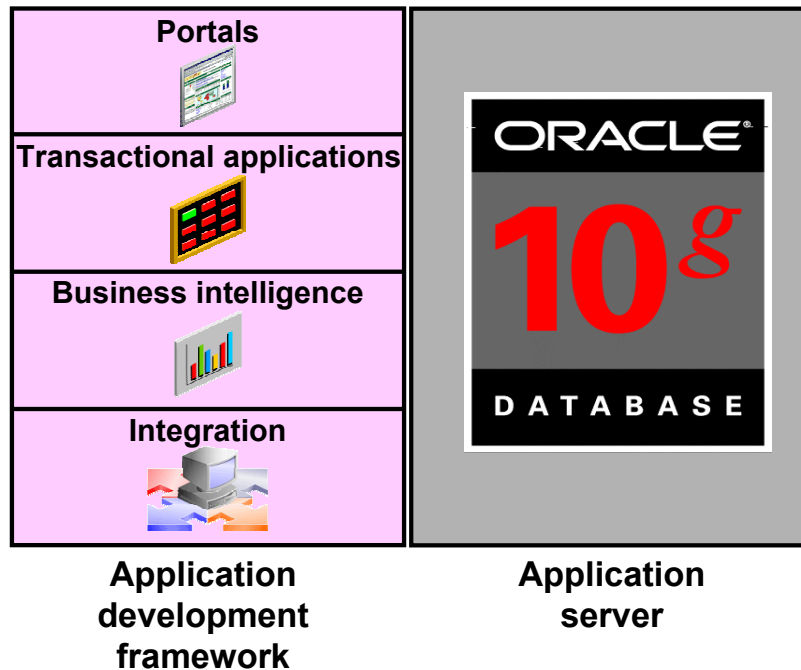 Portals
Transactional applications
Business intelligence
Integration
Application
development
framework
ORACLE®
10g
DATABASE
Application
server